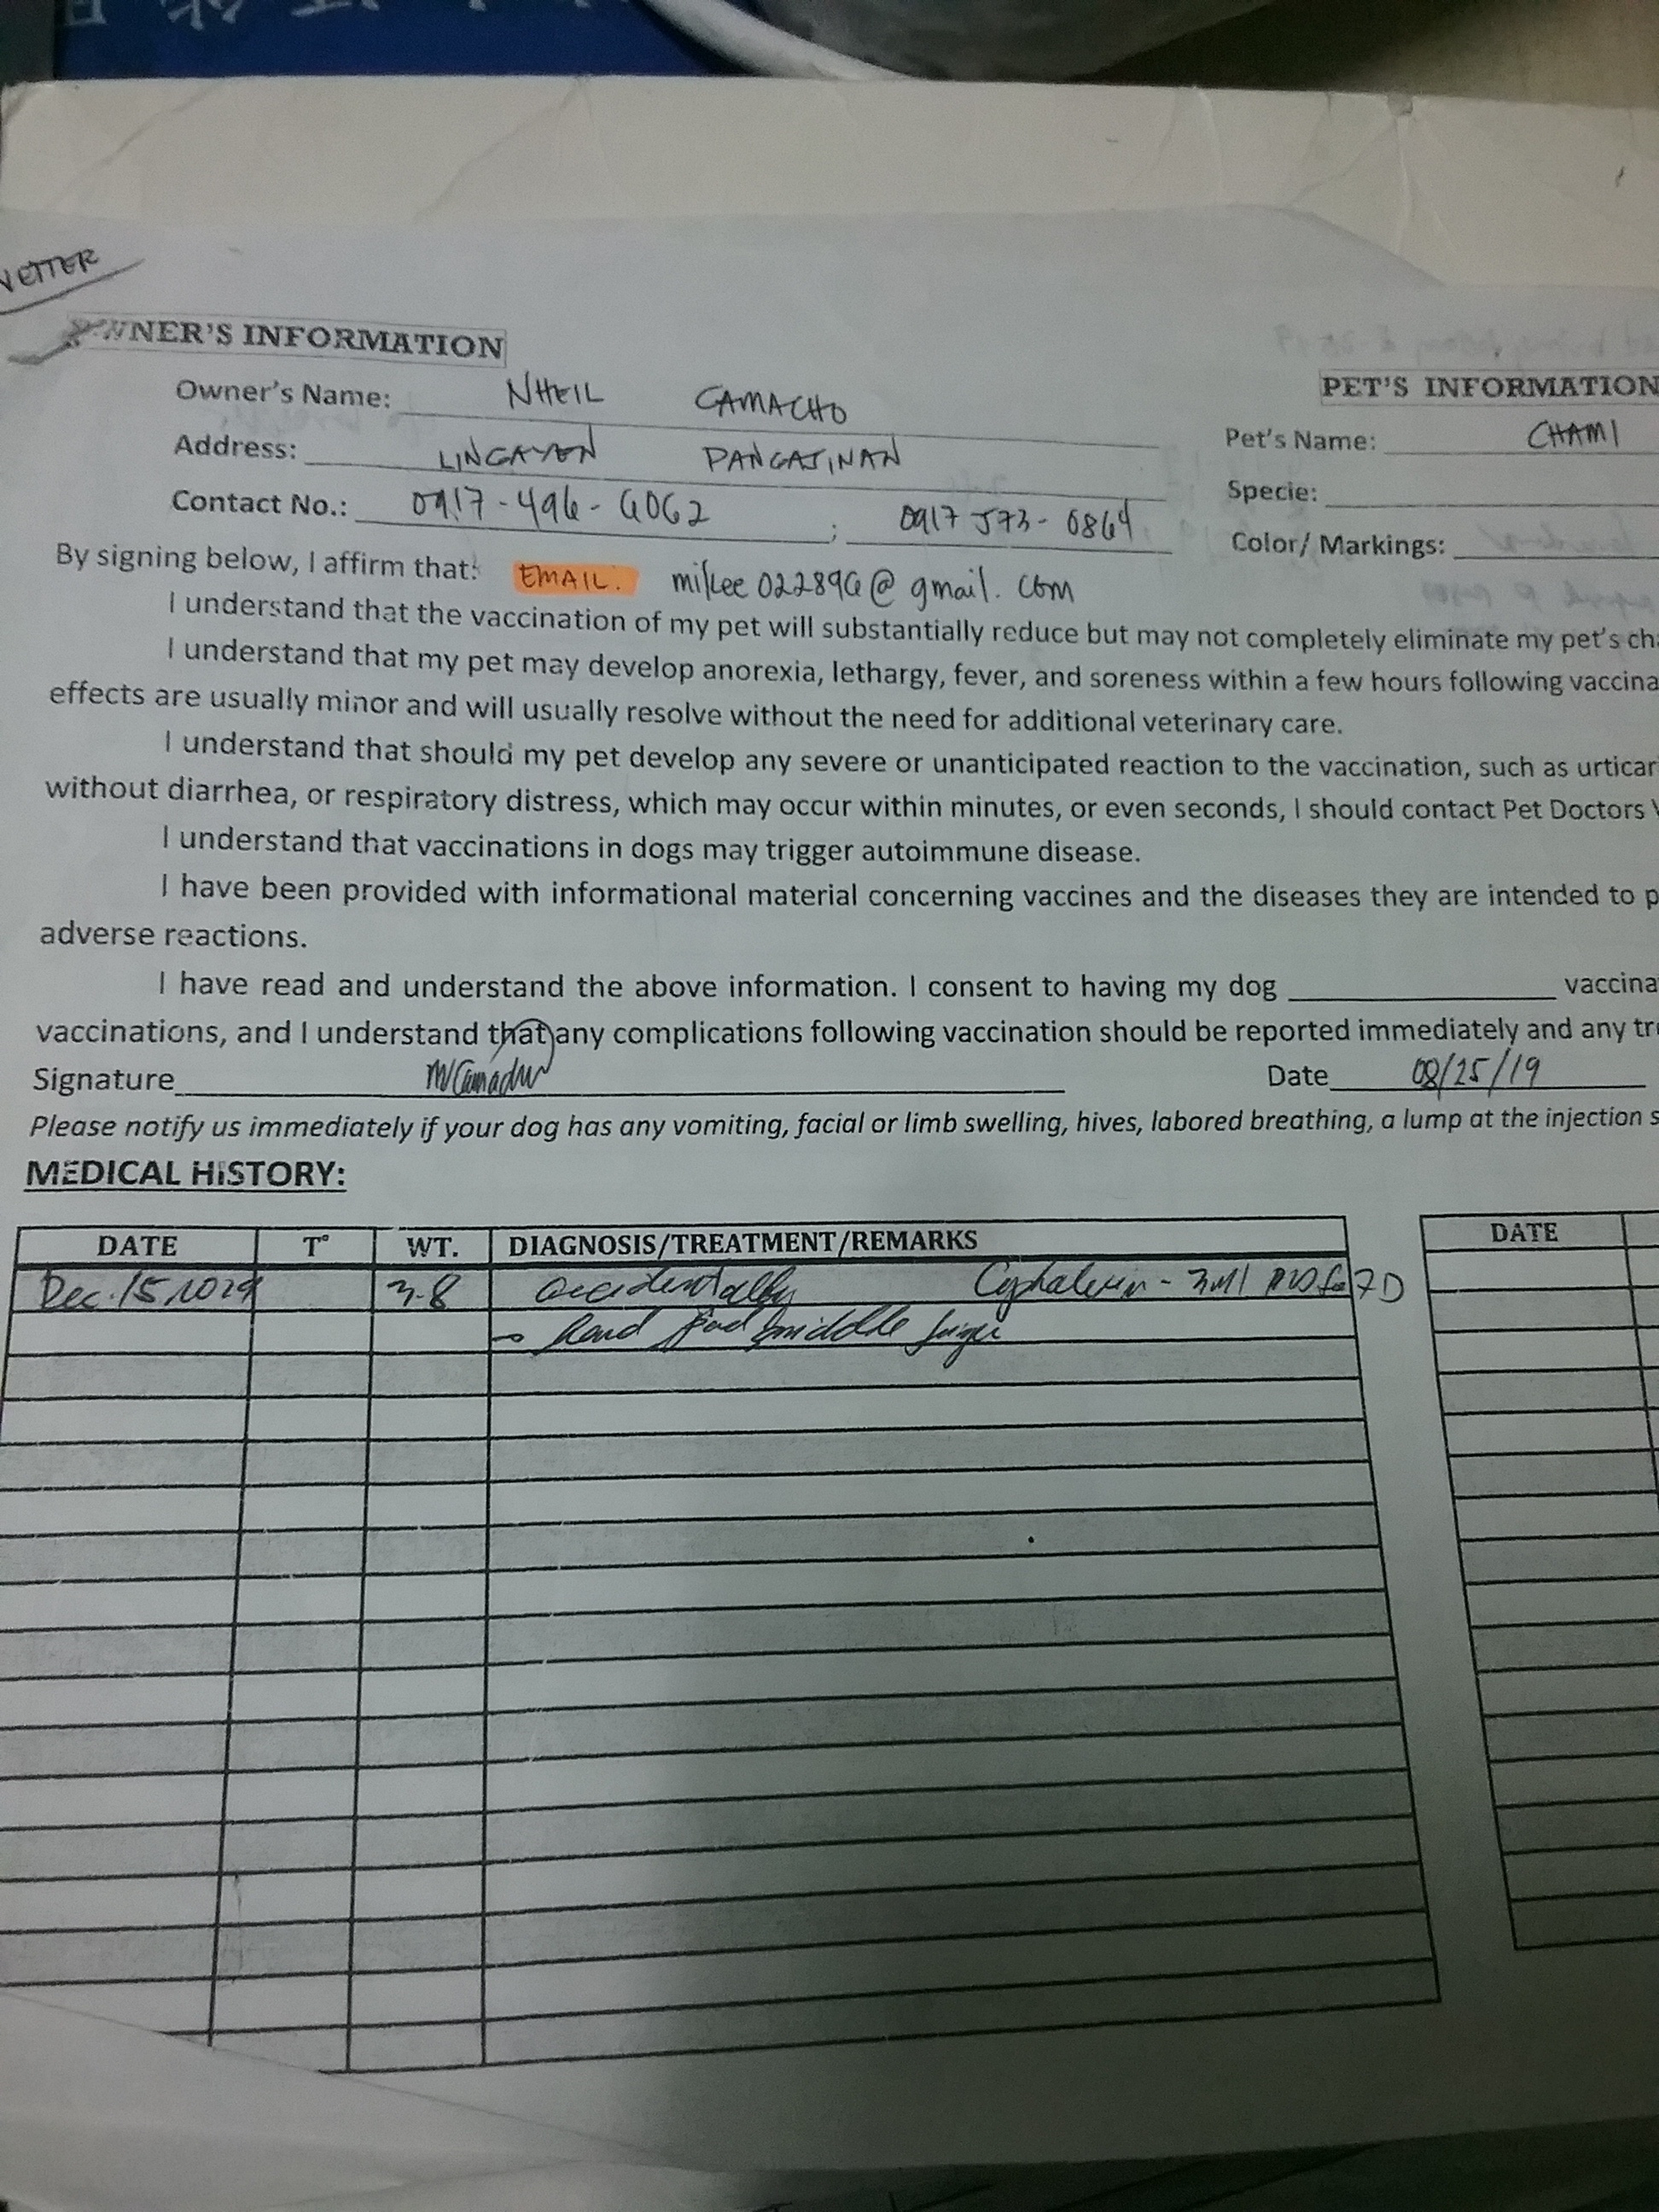 VETTER
OWNER'S INFORMATION
Owner's Name: NHEIL CAMACHO
Address: LINGAYEN PANGASINAN
Contact No.: 0917-496-6062 ; 0917 573-0864
PET'S INFORMATION
Pet's Name: CHAMI
Specie:
Color/ Markings:
By signing below, I affirm that: EMAIL. mikee022896@gmail.com
I understand that the vaccination of my pet will substantially reduce but may not completely eliminate my pet's
I understand that my pet may develop anorexia, lethargy, fever, and soreness within a few hours following
effects are usually minor and will usually resolve without the need for additional veterinary care.
I understand that should my pet develop any severe or unanticipated reaction to the vaccination, such as
without diarrhea, or respiratory distress, which may occur within minutes, or even seconds, I should contact Pet Doctors
I understand that vaccinations in dogs may trigger autoimmune disease.
I have been provided with informational material concerning vaccines and the diseases they are intended to
adverse reactions.
I have read and understand the above information. I consent to having my dog
vaccinations, and I understand that any complications following vaccination should be reported immediately and any
Signature Date 08/25/19
Please notify us immediately if your dog has any vomiting, facial or limb swelling, hives, labored breathing, a lump at the injection
MEDICAL HISTORY:
DATE T° WT. DIAGNOSIS/TREATMENT/REMARKS DATE
Dec. 15, 3.8 accidentally Cephalexin - 7D
middle finger